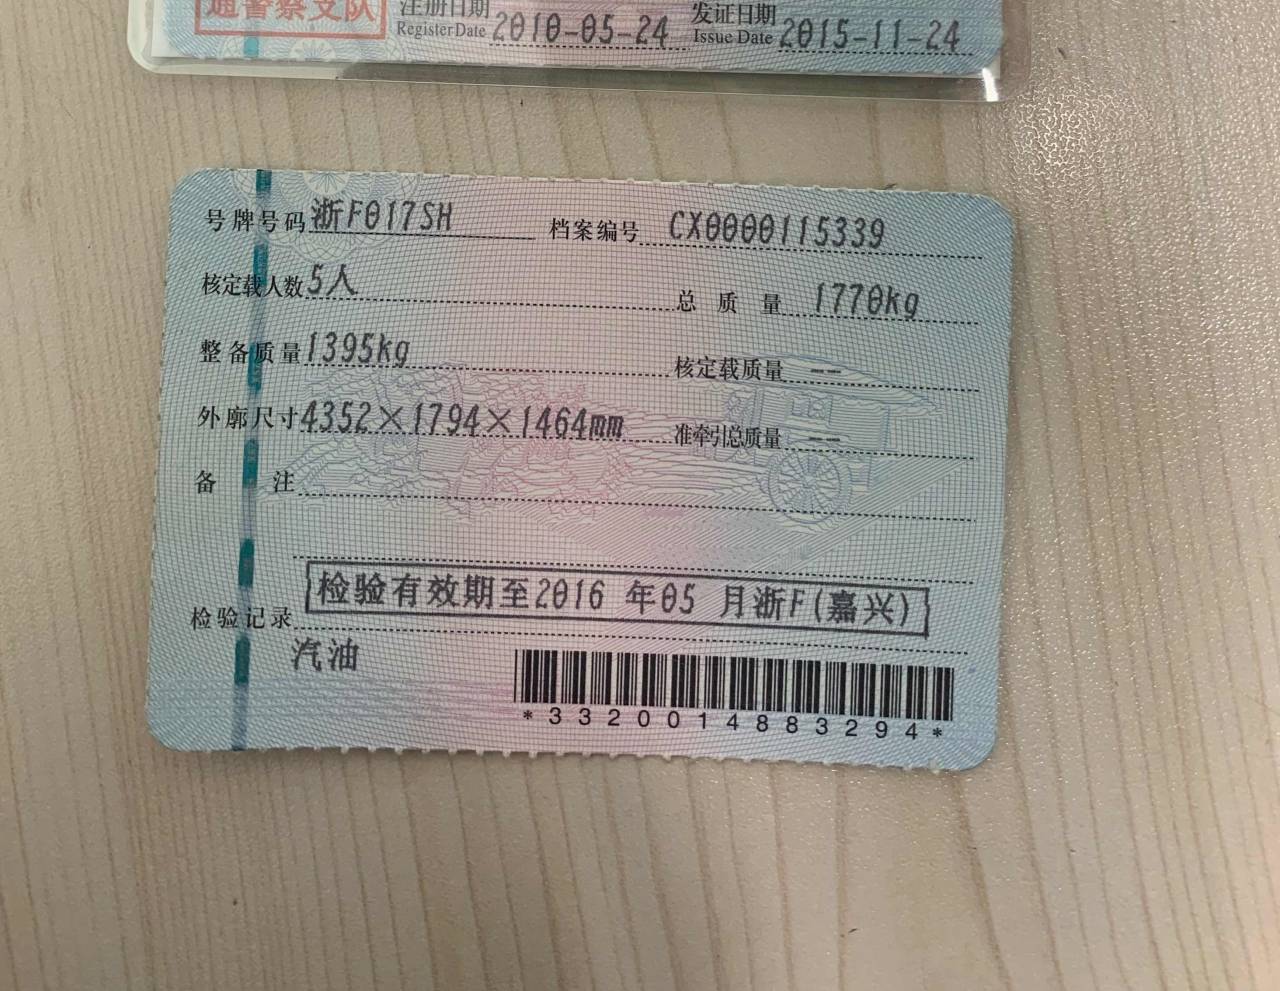 通警察支队
注册日期 2010-05-24 发证日期 2015-11-24
Register Date Issue Date
号牌号码 浙F017SH 档案编号 CX0000115339
核定载人数 5人 总质量 1770kg
整备质量 1395kg 核定载质量 --
外廓尺寸 4352×1794×1464mm 准牵引总质量 --
备注
检验记录 检验有效期至2016 年05 月浙F(嘉兴)
汽油
*3320014883294*